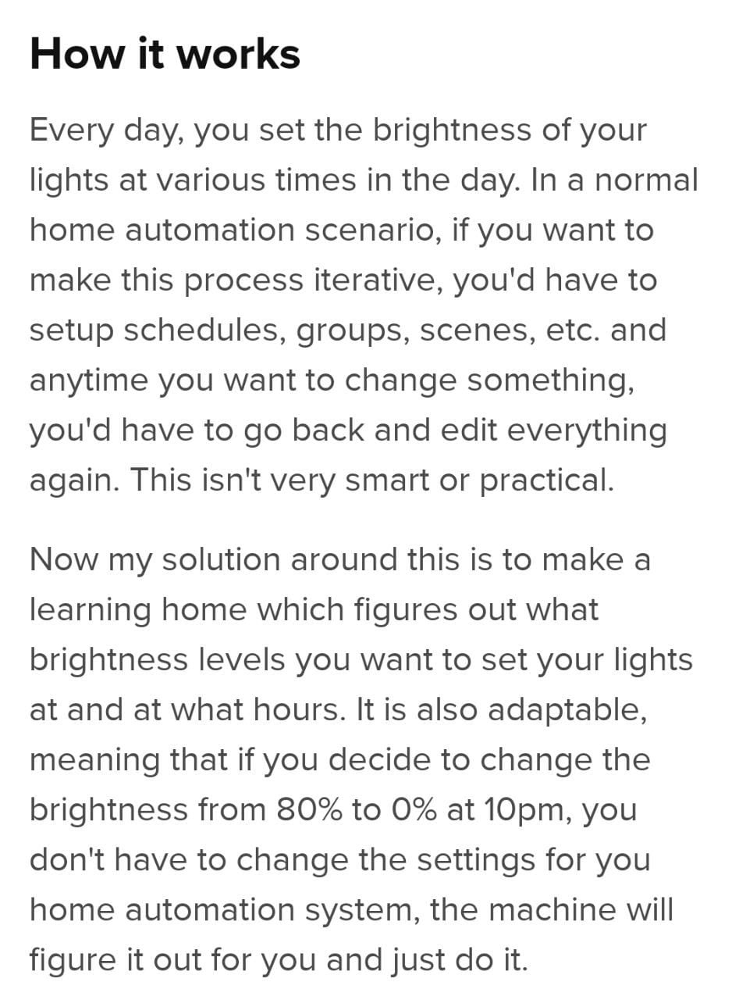 How it works
Every day, you set the brightness of your
lights at various times in the day. In a normal
home automation scenario, if you want to
make this process iterative, you'd have to
setup schedules, groups, scenes, etc. and
anytime you want to change something,
you'd have to go back and edit everything
again. This isn't very smart or practical.
Now my solution around this is to make a
learning home which figures out what
brightness levels you want to set your lights
at and at what hours. It is also adaptable,
meaning that if you decide to change the
brightness from 80% to 0% at 10pm, you
don't have to change the settings for you
home automation system, the machine will
figure it out for you and just do it.